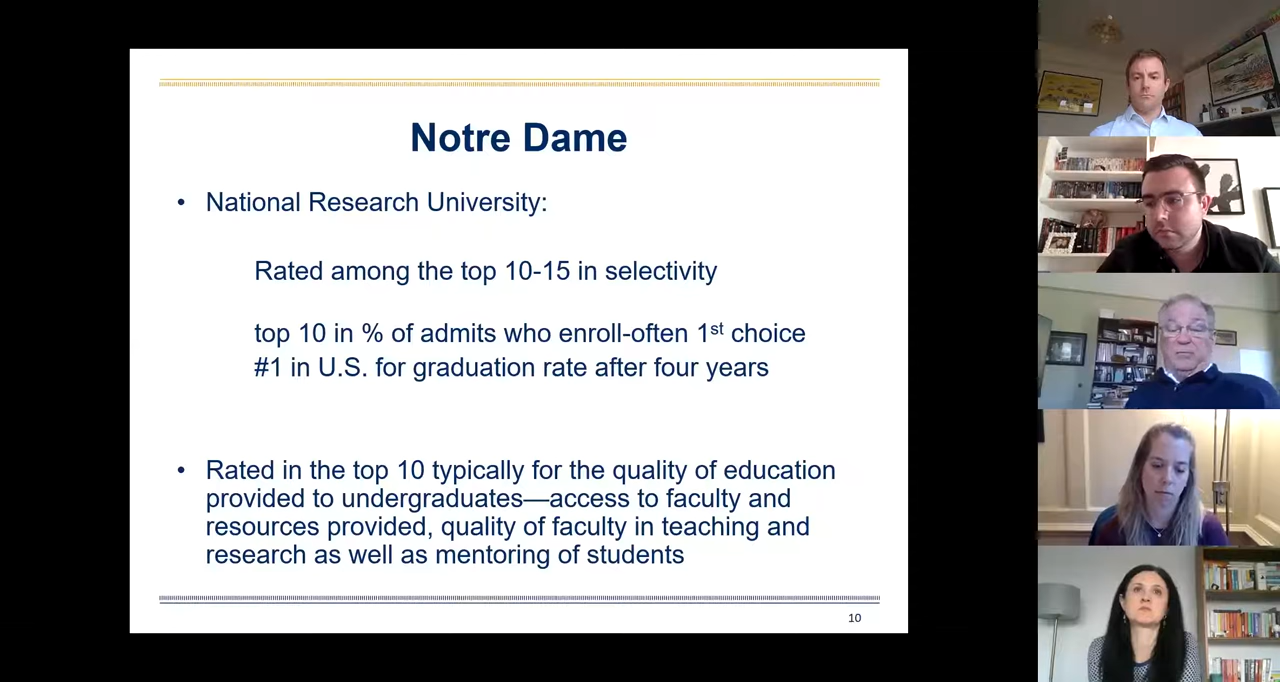 Notre Dame
• National Research University:
Rated among the top 10-15 in selectivity
top 10 in % of admits who enroll-often 1st choice
#1 in U.S. for graduation rate after four years
• Rated in the top 10 typically for the quality of education
provided to undergraduates—access to faculty and
resources provided, quality of faculty in teaching and
research as well as mentoring of students
10